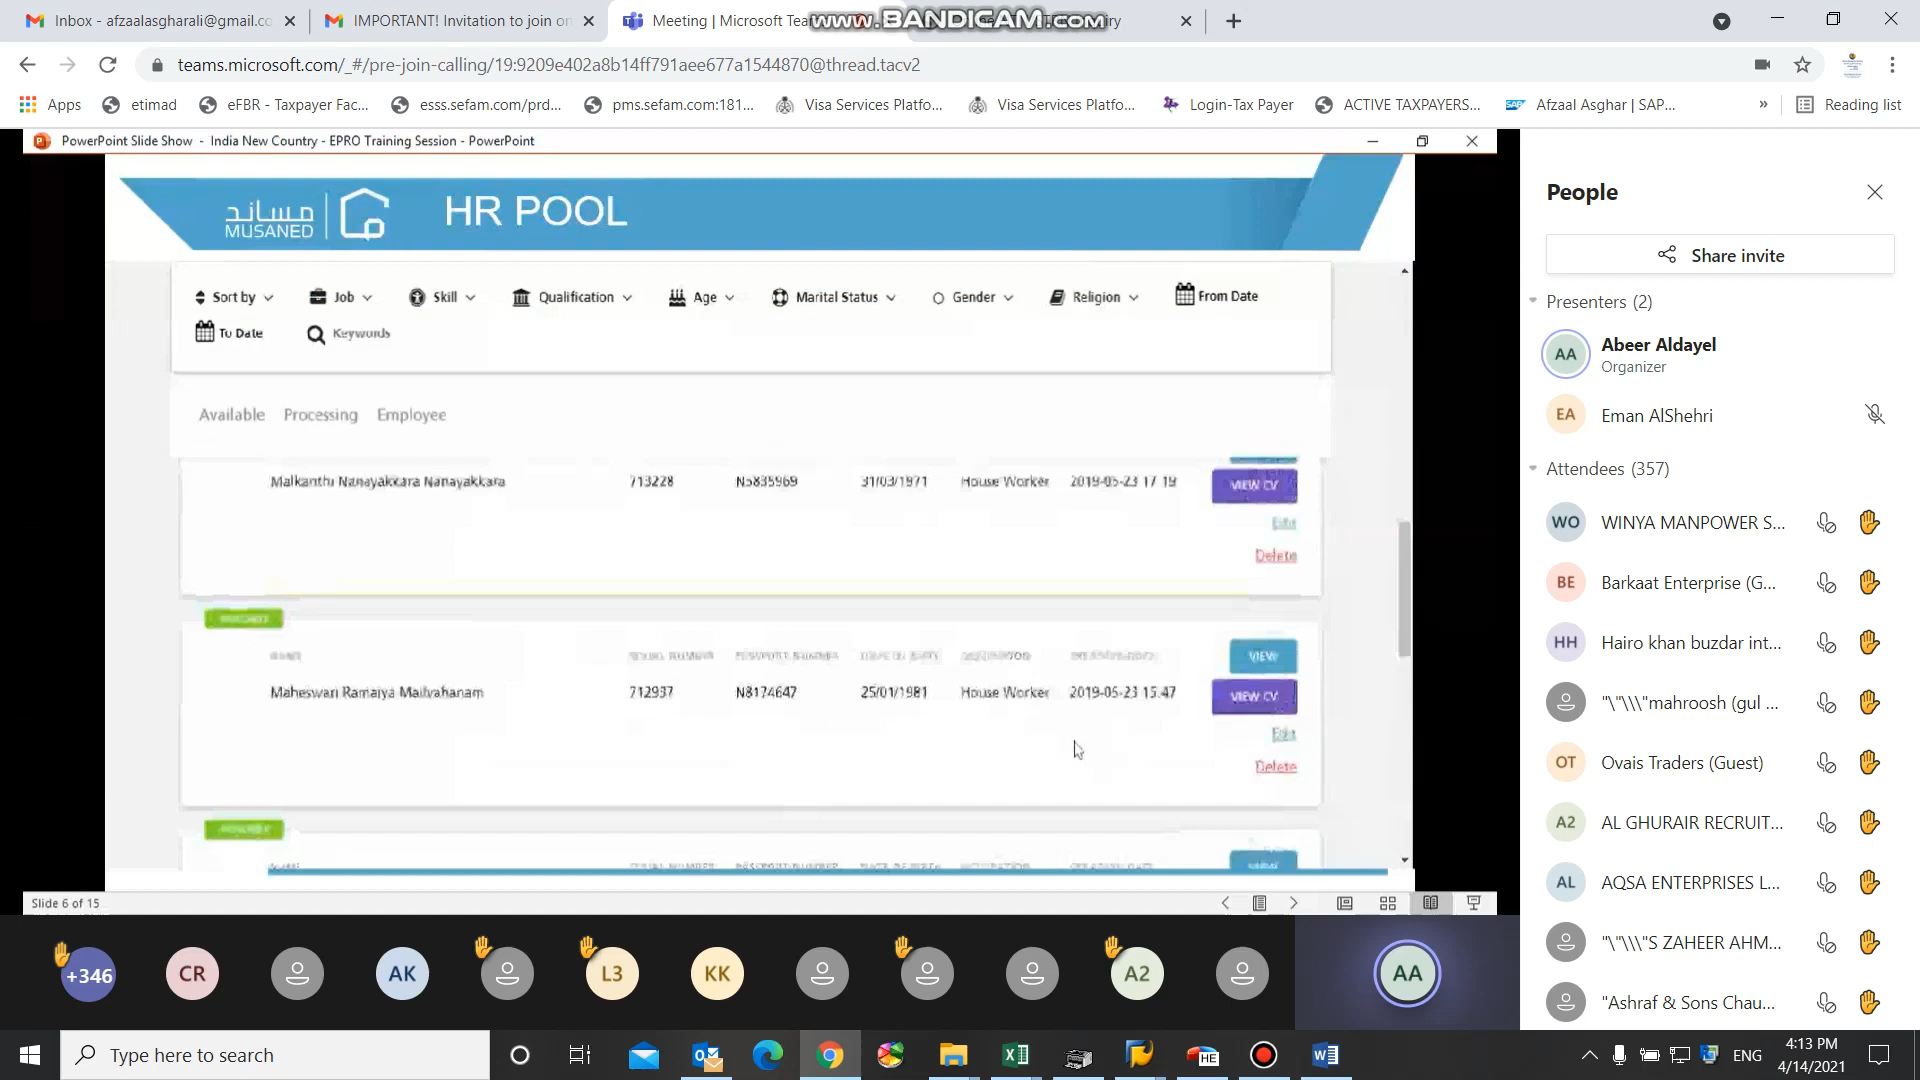 Inbox - afzaalasgharali@gmail.co
IMPORTANT! Invitation to join on
Meeting | Microsoft Tea
www.BANDICAM.com
teams.microsoft.com/_#/pre-join-calling/19:9209e402a8b14ff791aee677a1544870@thread.tacv2
Apps
etimad
eFBR - Taxpayer Fac...
esss.sefam.com/prd...
pms.sefam.com:181...
Visa Services Platfo...
Visa Services Platfo...
Login-Tax Payer
ACTIVE TAXPAYERS...
Afzaal Asghar | SAP...
»
Reading list
PowerPoint Slide Show - India New Country - EPRO Training Session - PowerPoint
مساند
MUSANED
HR POOL
Sort by
Job
Skill
Qualification
Age
Marital Status
Gender
Religion
From Date
To Date
Keywords
Available Processing Employee
Malkanthi Nanayakkara Nanayakkara 713228 N5835969 31/03/1971 House Worker 2019-05-23 17 19
VIEW CV
Edit
Delete
VIEW
Maheswari Ramaiya Mailvahanam 712937 N8174647 25/01/1981 House Worker 2019-05-23 15:47
VIEW CV
Edit
Delete
Slide 6 of 15
People
Share invite
Presenters (2)
AA
Abeer Aldayel
Organizer
EA
Eman AlShehri
Attendees (357)
WO WINYA MANPOWER S...
BE Barkaat Enterprise (G...
HH Hairo khan buzdar int...
"\"\\\"mahroosh (gul ...
OT Ovais Traders (Guest)
A2 AL GHURAIR RECRUIT...
AL AQSA ENTERPRISES L...
"\"\\\"S ZAHEER AHM...
"Ashraf & Sons Chau...
+346
CR
AK
L3
KK
A2
AA
Type here to search
HE
ENG
4:13 PM
4/14/2021